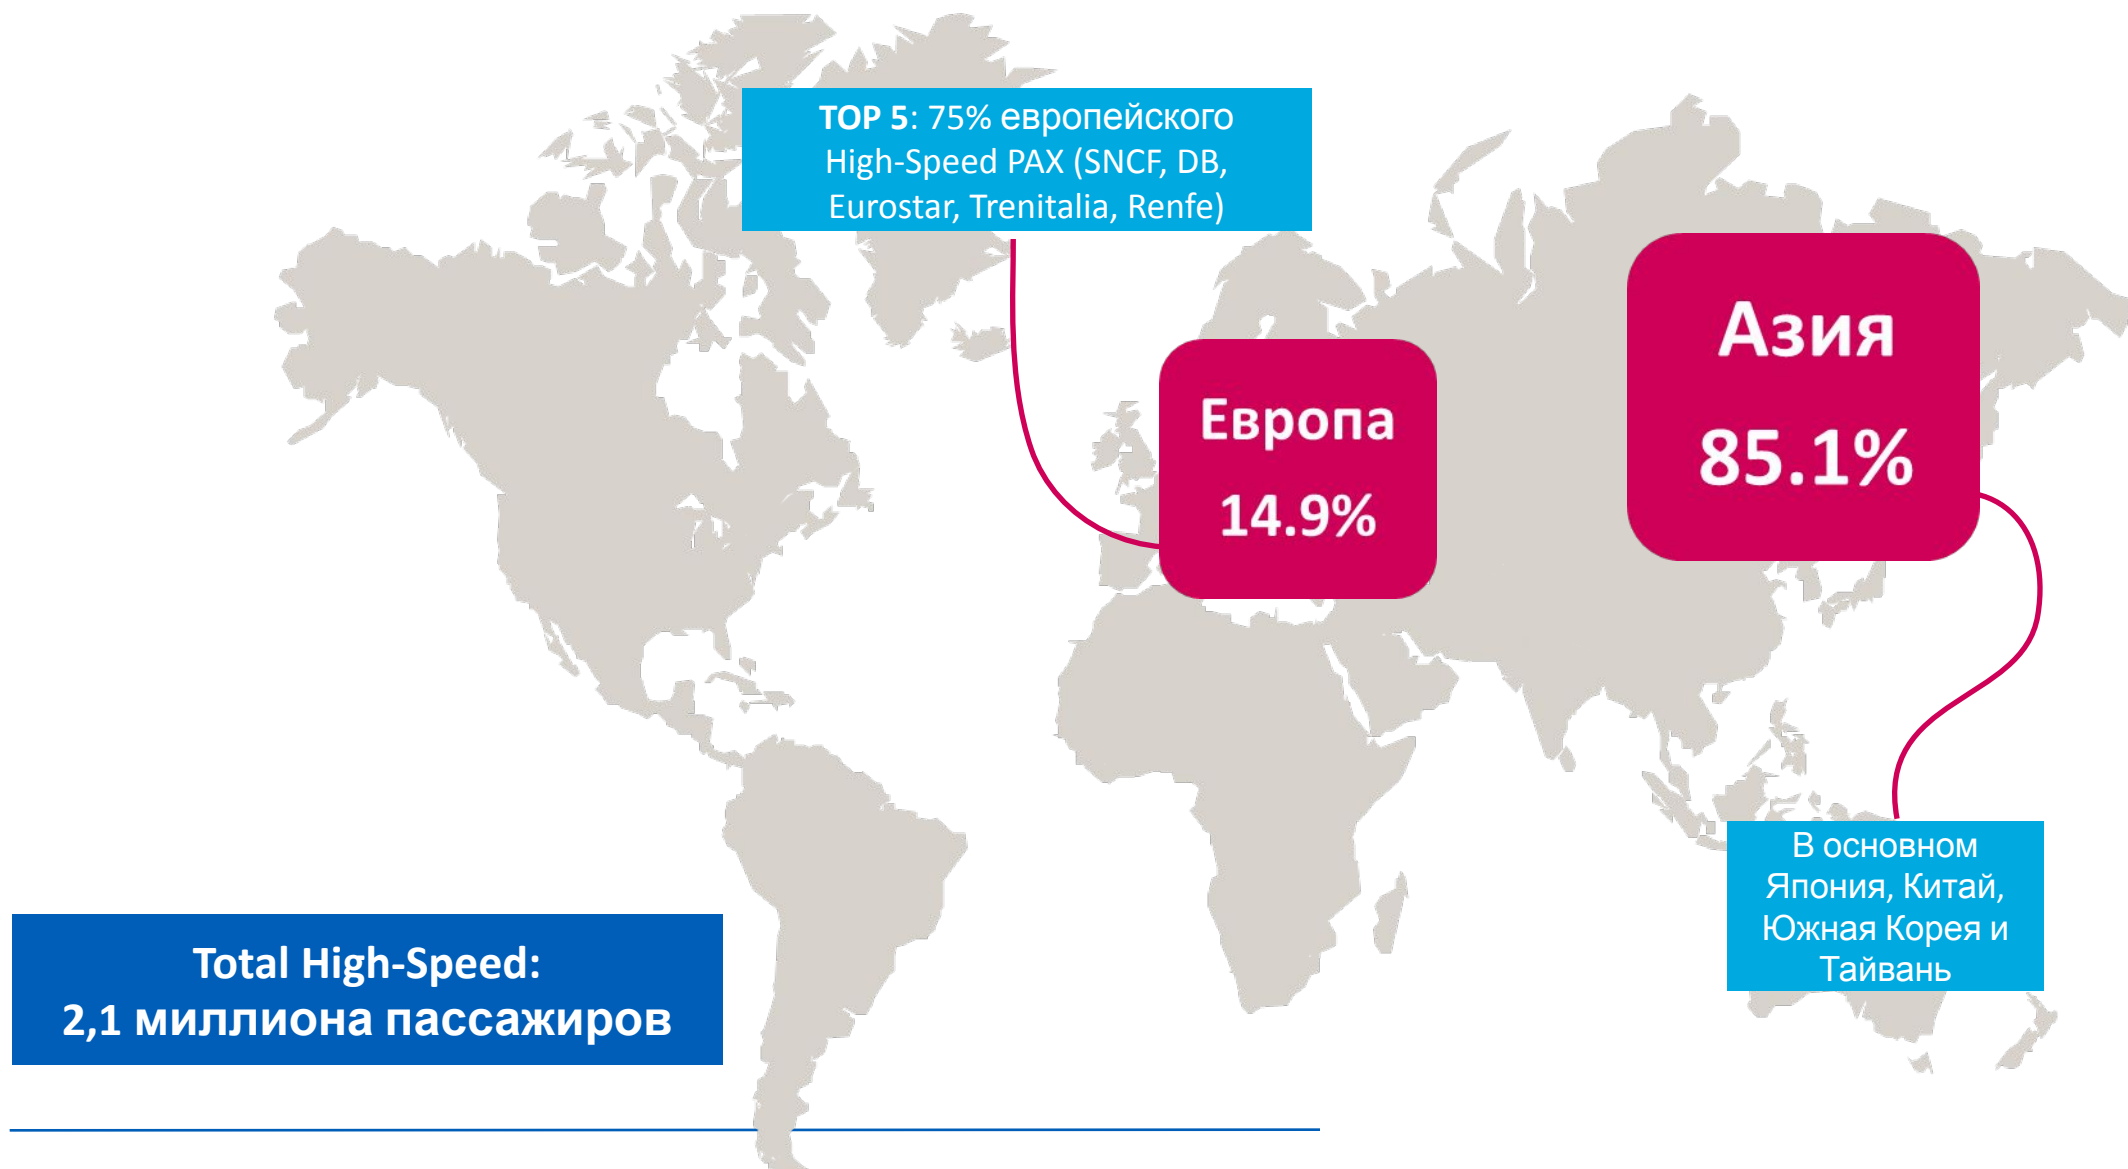 TOP 5: 75% европейского
High-Speed PAX (SNCF, DB,
Eurostar, Trenitalia, Renfe)
Европа
14.9%
Азия
85.1%
В основном
Япония, Китай,
Южная Корея и
Тайвань
Total High-Speed:
2,1 миллиона пассажиров